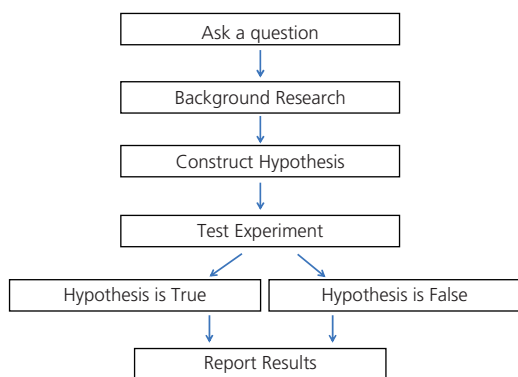 Ask a question
Background Research
Construct Hypothesis
Test Experiment
Hypothesis is True
Hypothesis is False
Report Results